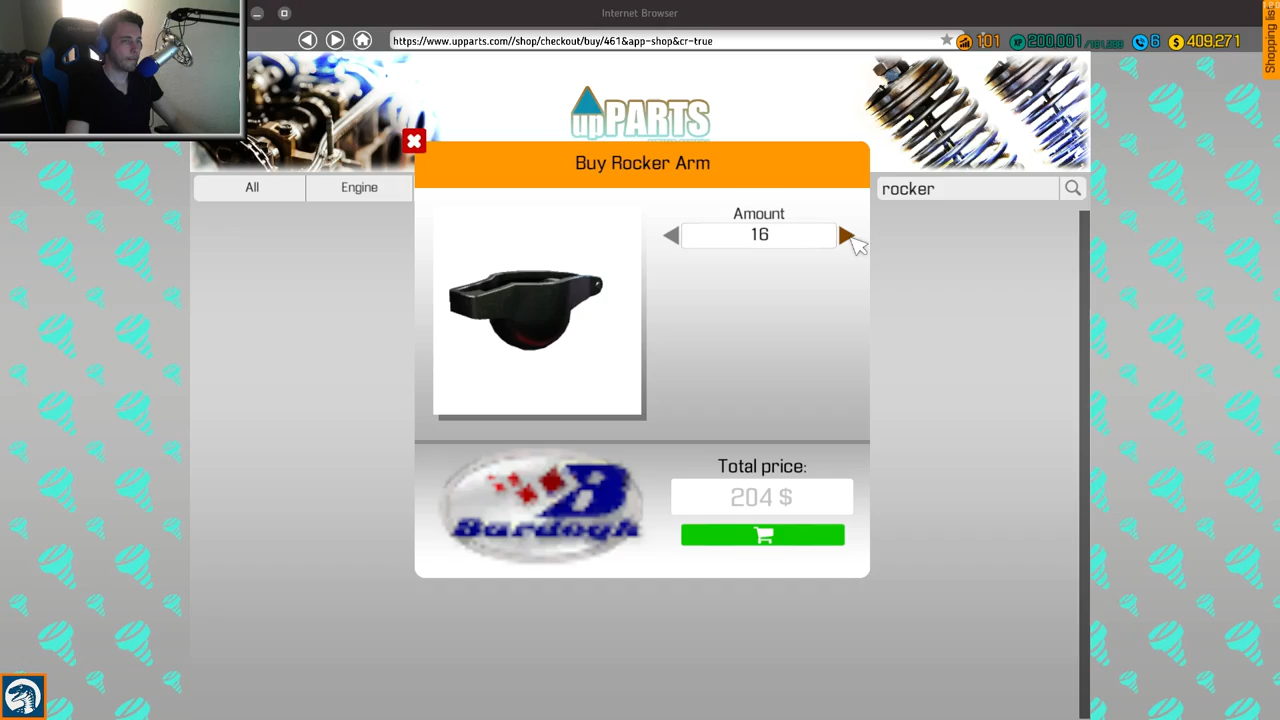 Internet Browser
https://www.upparts.com//shop/checkout/buy/461&app-shop&cr-true
101
200.001
6
409.271
Shopping list
upPARTS
Buy Rocker Arm
All
Engine
rocker
Amount
16
Total price:
204 $
Bardogh